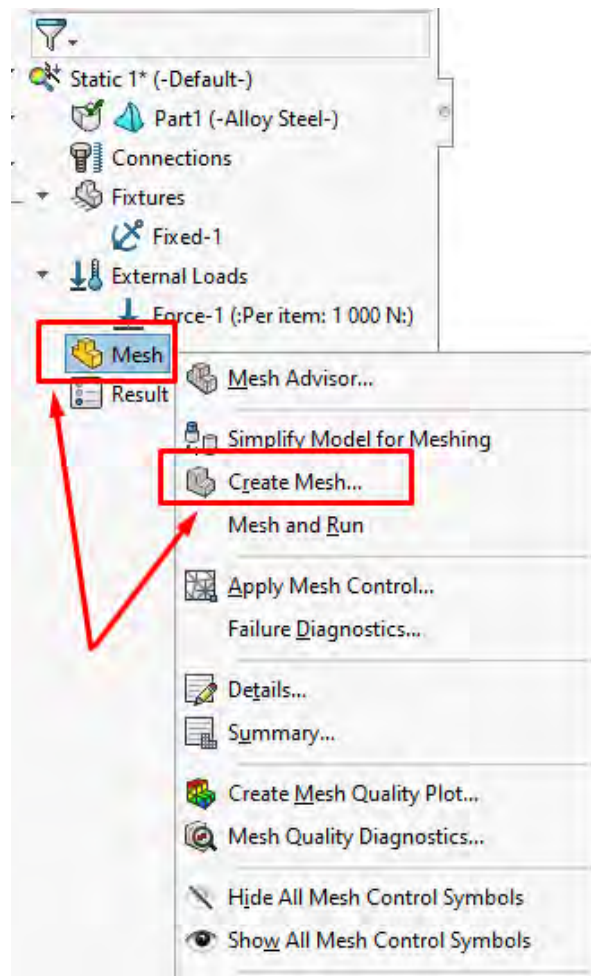 Static 1* (-Default-)
Part1 (-Alloy Steel-)
Connections
Fixtures
Fixed-1
External Loads
Force-1 (:Per item: 1 000 N:)
Mesh
Result
Mesh Advisor...
Simplify Model for Meshing
Create Mesh...
Mesh and Run
Apply Mesh Control...
Failure Diagnostics...
Details...
Summary...
Create Mesh Quality Plot...
Mesh Quality Diagnostics...
Hide All Mesh Control Symbols
Show All Mesh Control Symbols